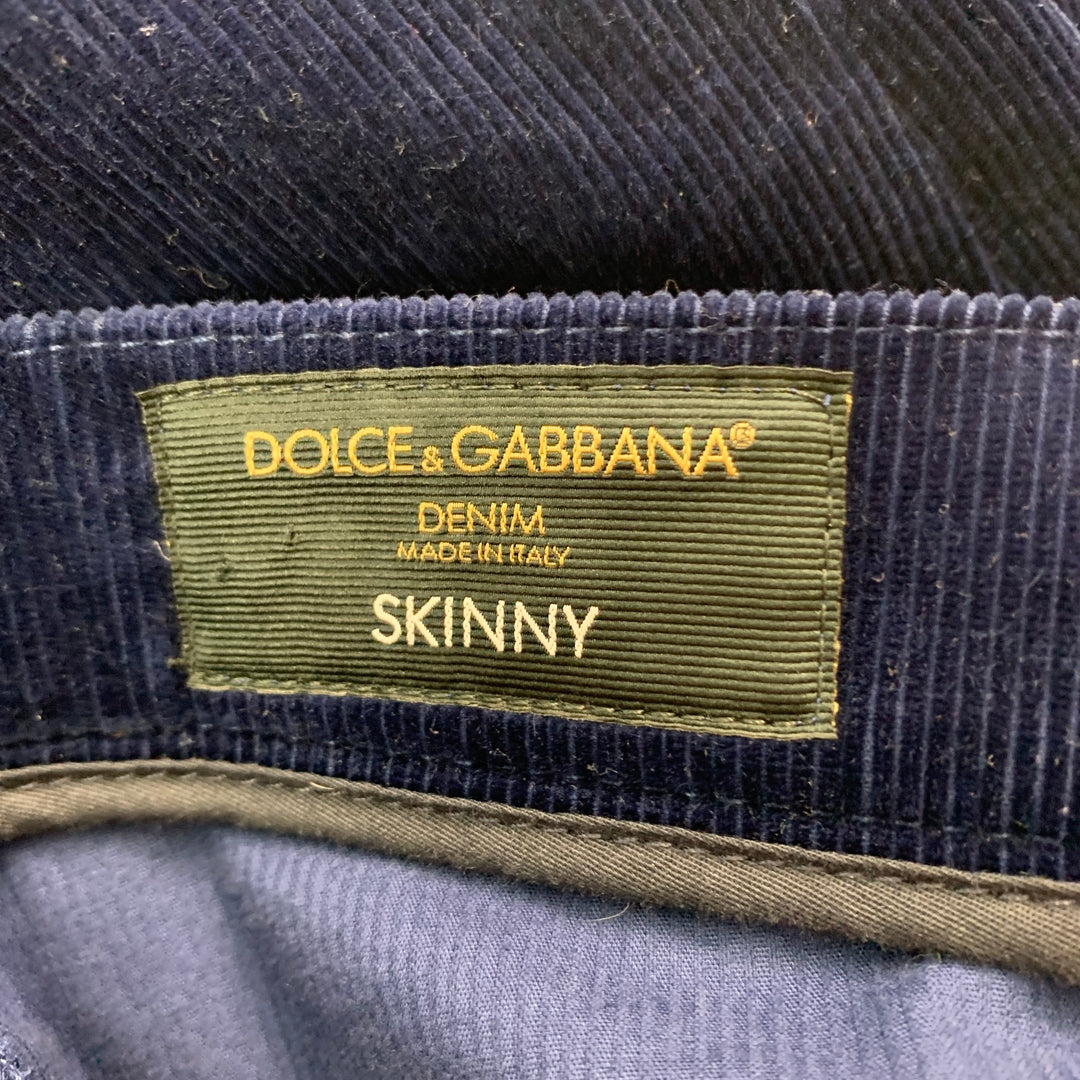 DOLCE & GABBANA®
DENIM
MADE IN ITALY
SKINNY